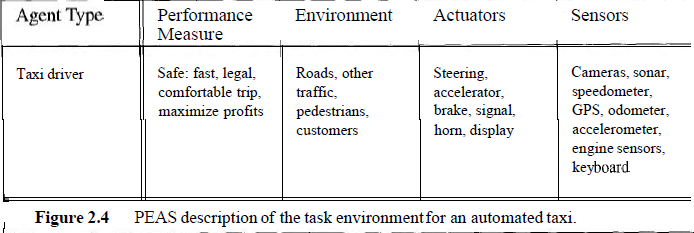 Agent Type Performance Measure Environment Actuators Sensors
Taxi driver
Safe: fast, legal,
comfortable trip,
maximize profits
Roads, other
traffic,
pedestrians,
customers
Steering,
accelerator,
brake, signal,
horn, display
Cameras, sonar,
speedometer,
GPS, odometer,
accelerometer,
engine sensors,
keyboard
Figure 2.4 PEAS description of the task environment for an automated taxi.